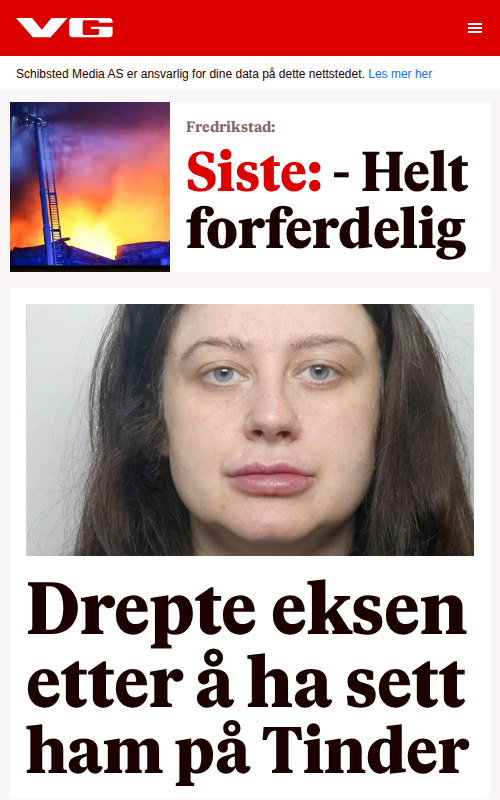 VG
Schibsted Media AS er ansvarlig for dine data på dette nettstedet. Les mer her
Fredrikstad:
Siste: - Helt
forferdelig
Drepte eksen
etter å ha sett
ham på Tinder